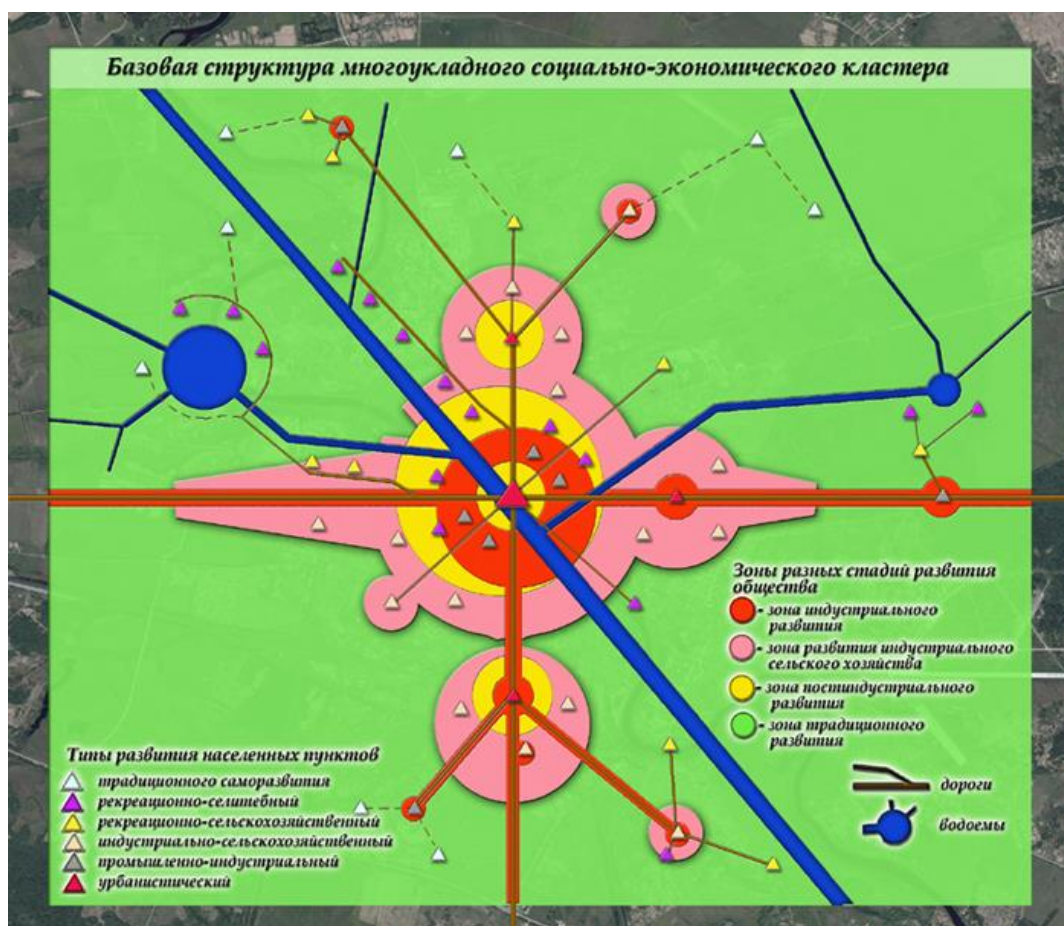 Базовая структура многоукладного социально-экономического кластера
Зоны разных стадий развития
общества
- зона индустриального
развития
- зона развития индустриального
сельского хозяйства
- зона постиндустриального
развития
- зона традиционного
развития
дороги
водоемы
Типы развития населенных пунктов
традиционного саморазвития
рекреационно-селитебный
рекреационно-сельскохозяйственный
индустриально-сельскохозяйственный
промышленно-индустриальный
урбанистический